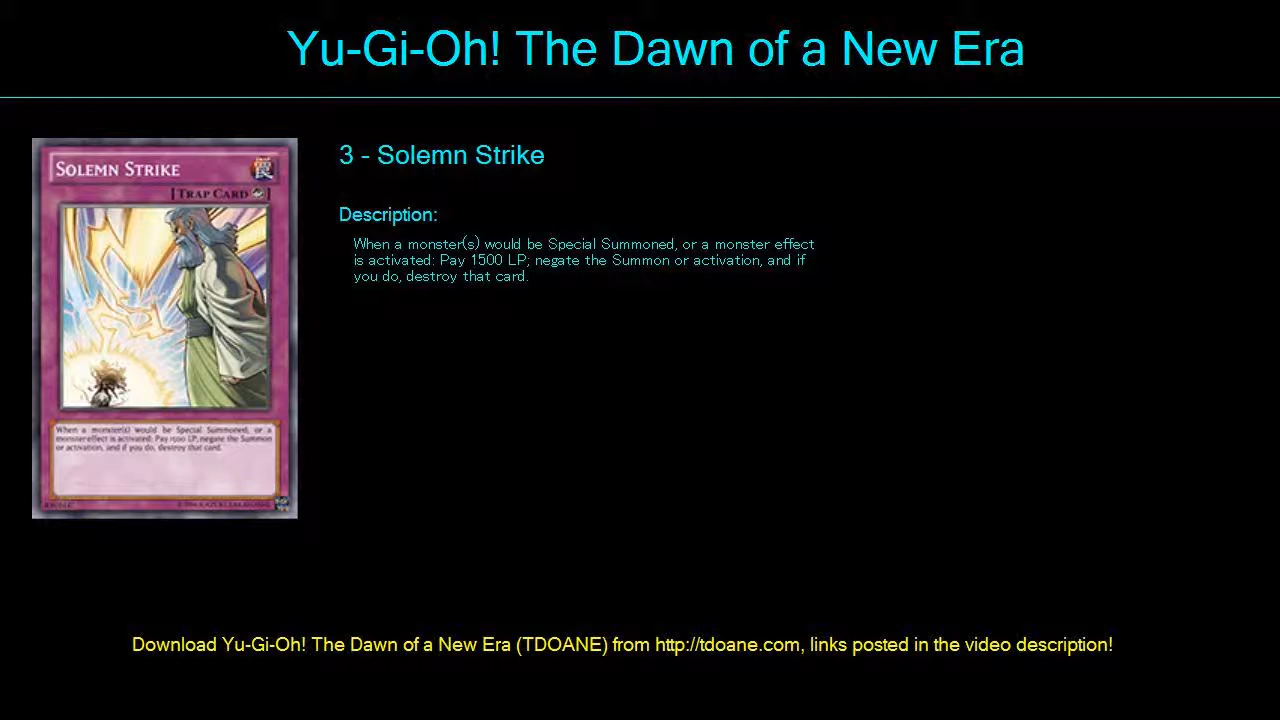 Yu-Gi-Oh! The Dawn of a New Era
SOLEMN STRIKE
[TRAP CARD ]
When a monster(s) would be Special Summoned, or a
monster effect is activated: Pay 1500 LP; negate the Summon
or activation, and if you do, destroy that card.
3 - Solemn Strike
Description:
When a monster(s) would be Special Summoned, or a monster effect
is activated: Pay 1500 LP; negate the Summon or activation, and if
you do, destroy that card.
Download Yu-Gi-Oh! The Dawn of a New Era (TDOANE) from http://tdoane.com, links posted in the video description!